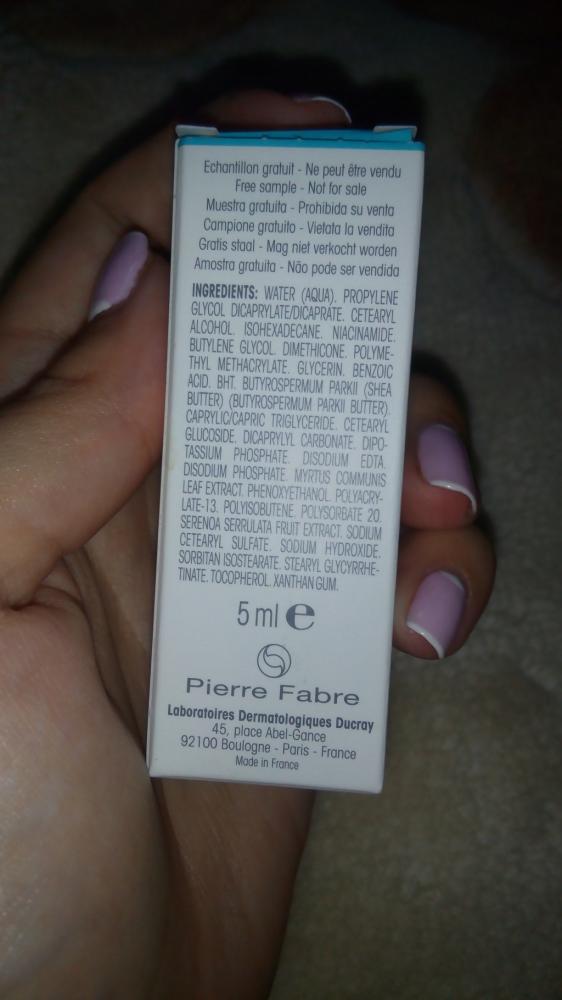 Echantillon gratuit - Ne peut être vendu
Free sample - Not for sale
Muestra gratuita - Prohibida su venta
Campione gratuito - Vietata la vendita
Gratis staal - Mag niet verkocht worden
Amostra gratuita - Não pode ser vendida
INGREDIENTS: WATER (AQUA). PROPYLENE
GLYCOL DICAPRYLATE/DICAPRATE. CETEARYL
ALCOHOL. ISOHEXADECANE. NIACINAMIDE.
BUTYLENE GLYCOL. DIMETHICONE. POLYME-
THYL METHACRYLATE. GLYCERIN. BENZOIC
ACID. BHT. BUTYROSPERMUM PARKII (SHEA
BUTTER) (BUTYROSPERMUM PARKII BUTTER).
CAPRYLIC/CAPRIC TRIGLYCERIDE. CETEARYL
GLUCOSIDE. DICAPRYLYL CARBONATE. DIPO-
TASSIUM PHOSPHATE. DISODIUM EDTA.
DISODIUM PHOSPHATE. MYRTUS COMMUNIS
LEAF EXTRACT. PHENOXYETHANOL. POLYACRY-
LATE-13. POLYISOBUTENE. POLYSORBATE 20.
SERENOA SERRULATA FRUIT EXTRACT. SODIUM
CETEARYL SULFATE. SODIUM HYDROXIDE.
SORBITAN ISOSTEARATE. STEARYL GLYCYRRHE-
TINATE. TOCOPHEROL. XANTHAN GUM.
5 ml e
Pierre Fabre
Laboratoires Dermatologiques Ducray
45, place Abel-Gance
92100 Boulogne - Paris - France
Made in France